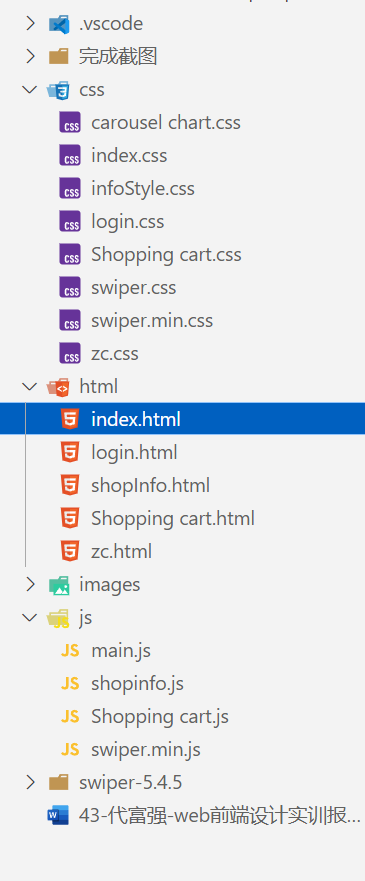 .vscode
完成截图
css
carousel chart.css
index.css
infoStyle.css
login.css
Shopping cart.css
swiper.css
swiper.min.css
zc.css
html
index.html
login.html
shopInfo.html
Shopping cart.html
zc.html
images
js
main.js
shopinfo.js
Shopping cart.js
swiper.min.js
swiper-5.4.5
43-代富强-web前端设计实训报...